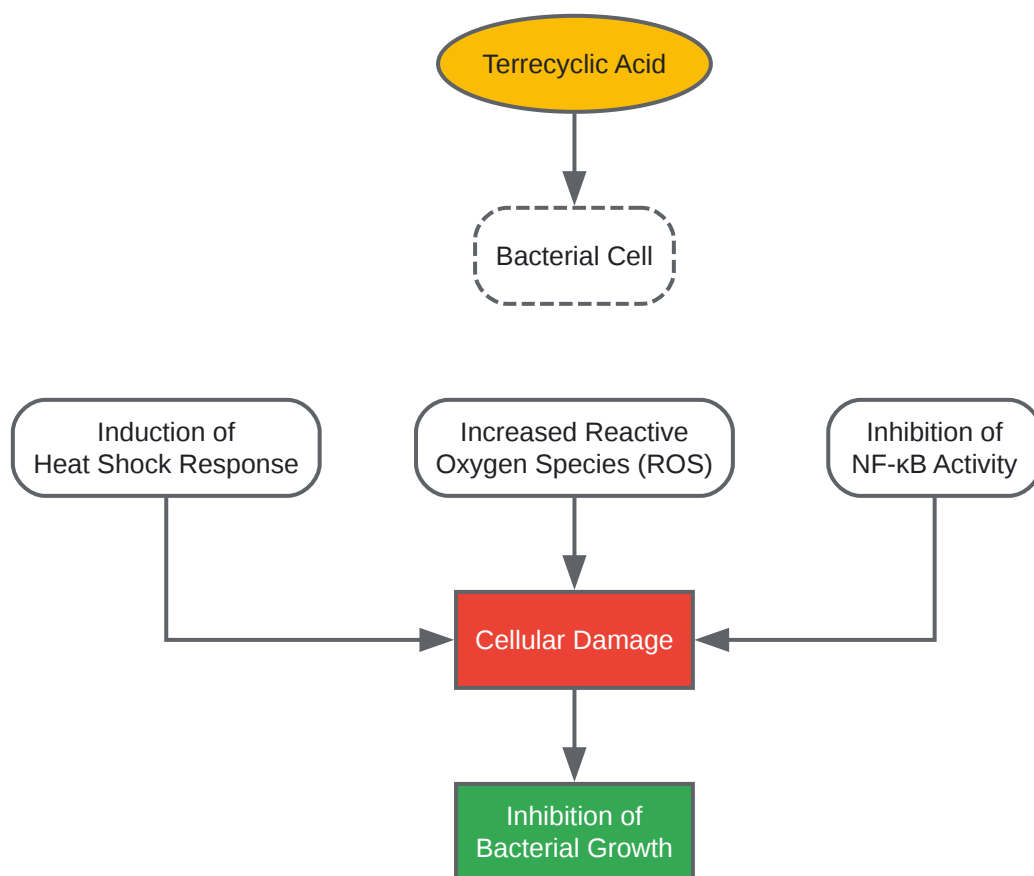 Terrecyclic Acid
Bacterial Cell
Induction of
Heat Shock Response
Increased Reactive
Oxygen Species (ROS)
Inhibition of
NF-κB Activity
Cellular Damage
Inhibition of
Bacterial Growth